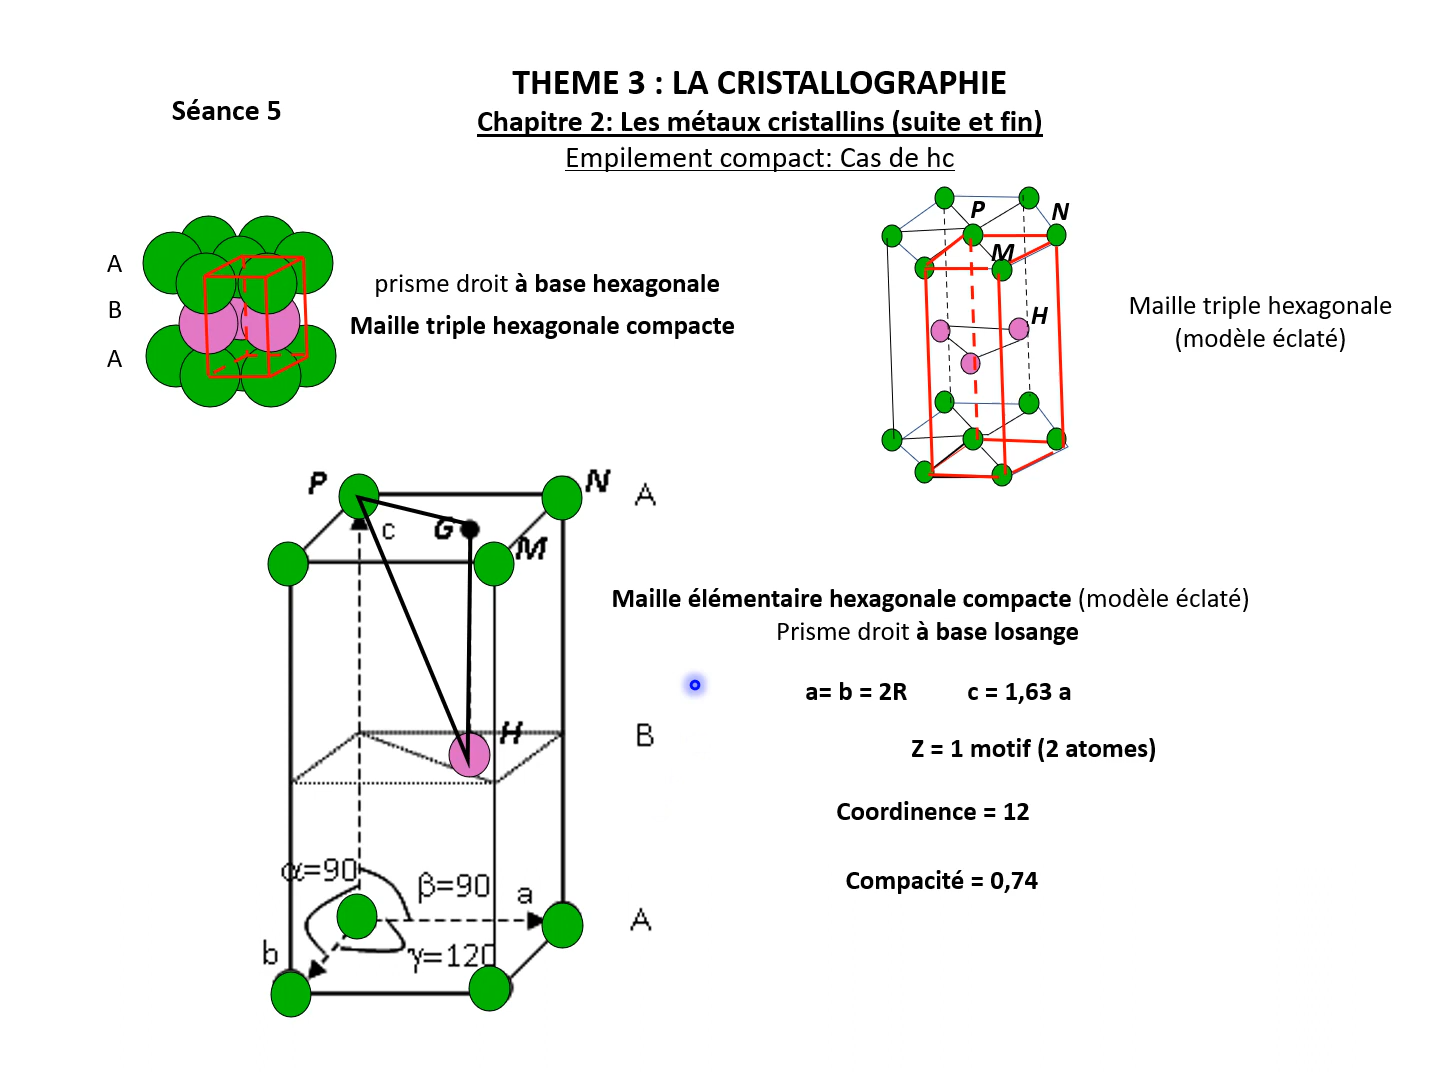 THEME 3 : LA CRISTALLOGRAPHIE
Séance 5
Chapitre 2: Les métaux cristallins (suite et fin)
Empilement compact: Cas de hc
A
B
A
prisme droit à base hexagonale
Maille triple hexagonale compacte
P
N
M
H
Maille triple hexagonale
(modèle éclaté)
P
N
A
c
G
M
H
B
α=90
β=90
a
A
b
γ=120
Maille élémentaire hexagonale compacte (modèle éclaté)
Prisme droit à base losange
a= b = 2R c = 1,63 a
Z = 1 motif (2 atomes)
Coordinence = 12
Compacité = 0,74